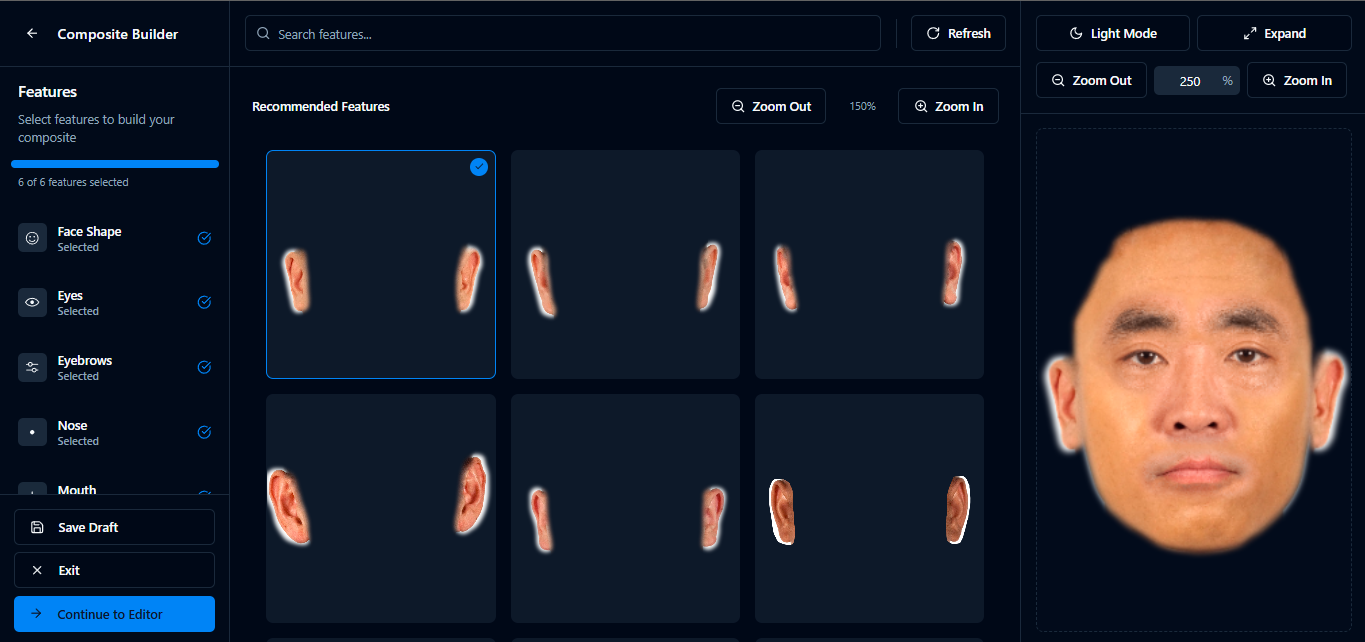 Composite Builder
Search features...
Refresh
Light Mode
Expand
Zoom Out
250 %
Zoom In
Features
Select features to build your
composite
6 of 6 features selected
Recommended Features
Zoom Out
150%
Zoom In
Face Shape
Selected
Eyes
Selected
Eyebrows
Selected
Nose
Selected
Mouth
Save Draft
Exit
Continue to Editor